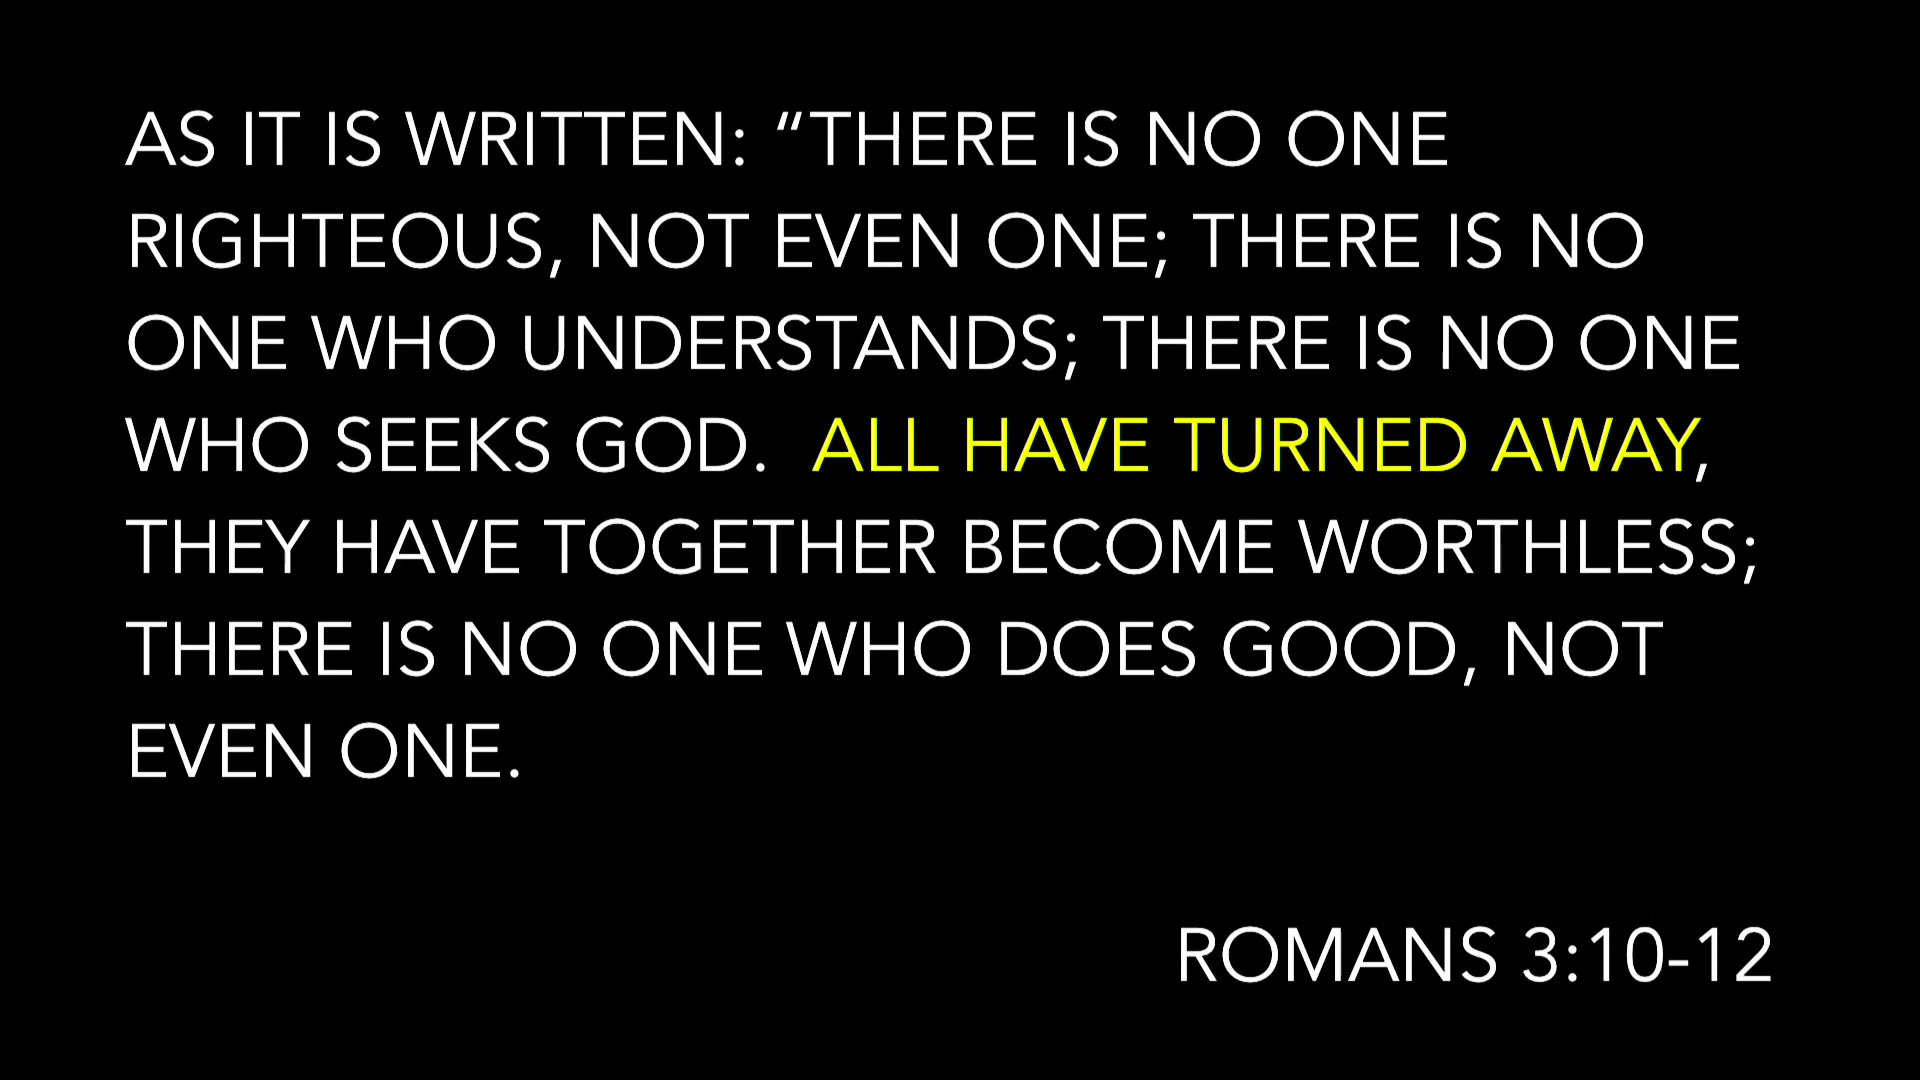 AS IT IS WRITTEN: “THERE IS NO ONE
RIGHTEOUS, NOT EVEN ONE; THERE IS NO
ONE WHO UNDERSTANDS; THERE IS NO ONE
WHO SEEKS GOD.  ALL HAVE TURNED AWAY,
THEY HAVE TOGETHER BECOME WORTHLESS;
THERE IS NO ONE WHO DOES GOOD, NOT
EVEN ONE.
ROMANS 3:10-12